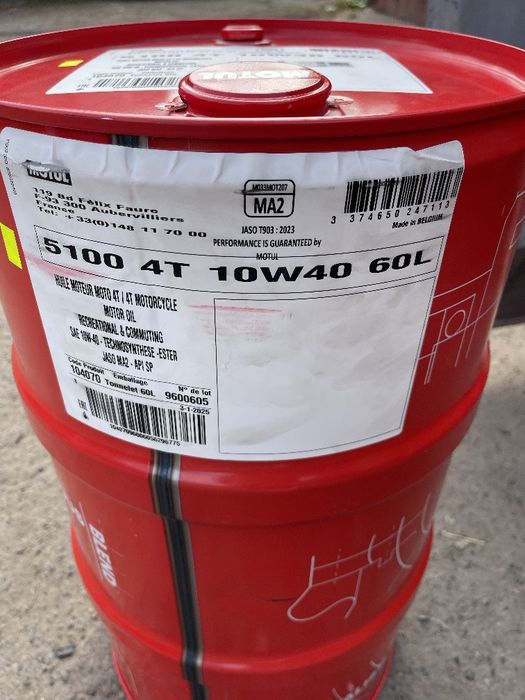 MOTUL
MOTUL
119 Bd Félix Faure
F-93 300 Aubervilliers
France
Tel: +33(0)148 11 70 00
M033MOT207
MA2
JASO T903 : 2023
PERFORMANCE IS GUARANTEED by
MOTUL
3 374650 247113
Made in BELGIUM
5100 4T 10W40 60L
HUILE MOTEUR MOTO 4T / 4T MOTORCYCLE
MOTOR OIL
RECREATIONAL & COMMUTING
SAE 10W-40 - TECHNOSYNTHESE -ESTER
JASO MA2 - API SP
Code Produit Emballage N° de lot
104070 Tonnelet 60L 9600605
3-1-2025
BLEND